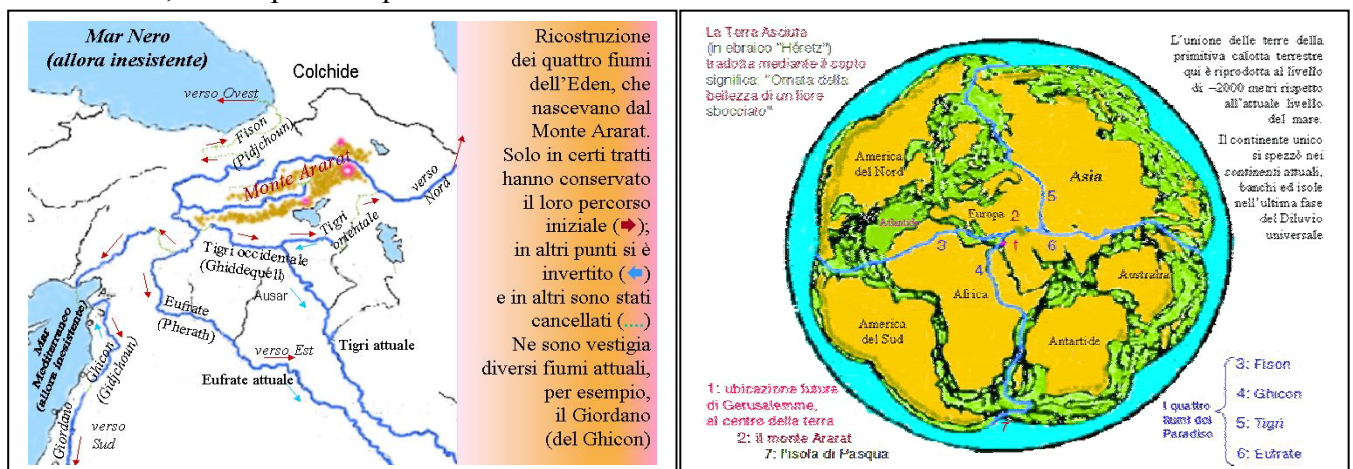 Mar Nero
(allora inesistente)
Colchide
verso Ovest
Fison
(Pidjchoun)
Monte Ararat
verso
Nord
Tigri
orientale
Tigri occidentale
(Ghiddequell)
Ausar
Eufrate
(Pherath)
Mar
Mediterraneo
(allora inesistente)
Ghicon
(Gidjchoun)
verso Est
Tigri attuale
Eufrate attuale
Giordano
verso
Sud
Ricostruzione
dei quattro fiumi
dell’Eden, che
nascevano dal
Monte Ararat.
Solo in certi tratti
hanno conservato
il loro percorso
iniziale ( );
in altri punti si è
invertito ( )
e in altri sono stati
cancellati (....)
Ne sono vestigia
diversi fiumi attuali,
per esempio,
il Giordano
(del Ghicon)
La Terra Asciuta
(in ebraico "Héretz")
tradotta mediante il copto
significa: "Ornata della
bellezza di un fiore
sbocciato"
L'unione delle terre della
primitiva calotta terrestre
qui è riprodotta al livello
di –2000 metri rispetto
all'attuale livello
del mare.
Il continente unico
si spezzò nei
continenti attuali,
banchi ed isole
nell'ultima fase
del Diluvio
universale
America
del Nord
Asia
Europa
Atlantide
Africa
America
del Sud
Australia
Antartide
1
2
3
4
5
6
7
1: ubicazione futura
di Gerusalemme,
al centro della terra
2: il monte Ararat
7: l'isola di Pasqua
I quattro
fiumi del
Paradiso
3: Fison
4: Ghicon
5: Tigri
6: Eufrate